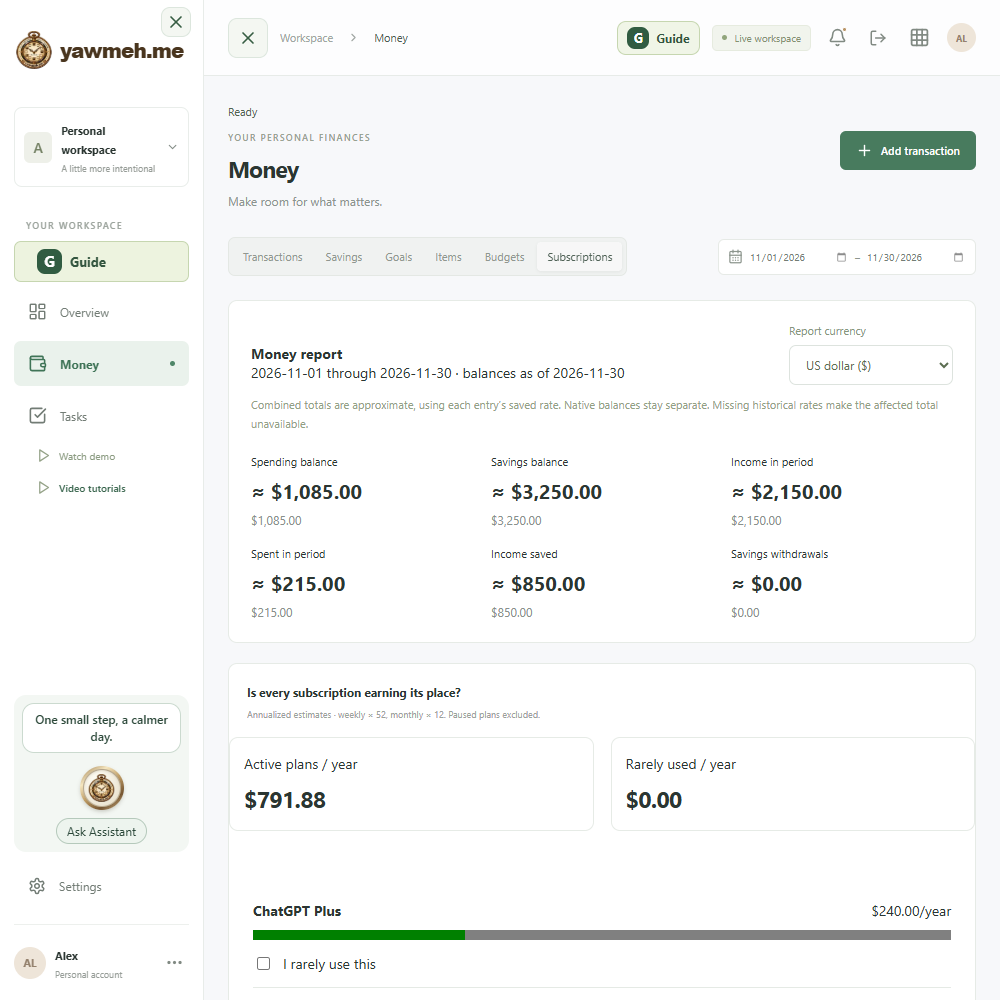 yawmeh.me
A
Personal
workspace
A little more intentional
YOUR WORKSPACE
G Guide
Overview
Money
Tasks
Watch demo
Video tutorials
One small step, a calmer
day.
Ask Assistant
Settings
AL
Alex
Personal account
Workspace > Money
G Guide
Live workspace
AL
Ready
YOUR PERSONAL FINANCES
Money
Make room for what matters.
+ Add transaction
Transactions Savings Goals Items Budgets Subscriptions
11/01/2026 – 11/30/2026
Report currency
Money report
US dollar ($)
2026-11-01 through 2026-11-30 · balances as of 2026-11-30
Combined totals are approximate, using each entry's saved rate. Native balances stay separate. Missing historical rates make the affected total
unavailable.
Spending balance Savings balance Income in period
≈ $1,085.00 ≈ $3,250.00 ≈ $2,150.00
$1,085.00 $3,250.00 $2,150.00
Spent in period Income saved Savings withdrawals
≈ $215.00 ≈ $850.00 ≈ $0.00
$215.00 $850.00 $0.00
Is every subscription earning its place?
Annualized estimates · weekly × 52, monthly × 12. Paused plans excluded.
Active plans / year Rarely used / year
$791.88 $0.00
ChatGPT Plus $240.00/year
I rarely use this